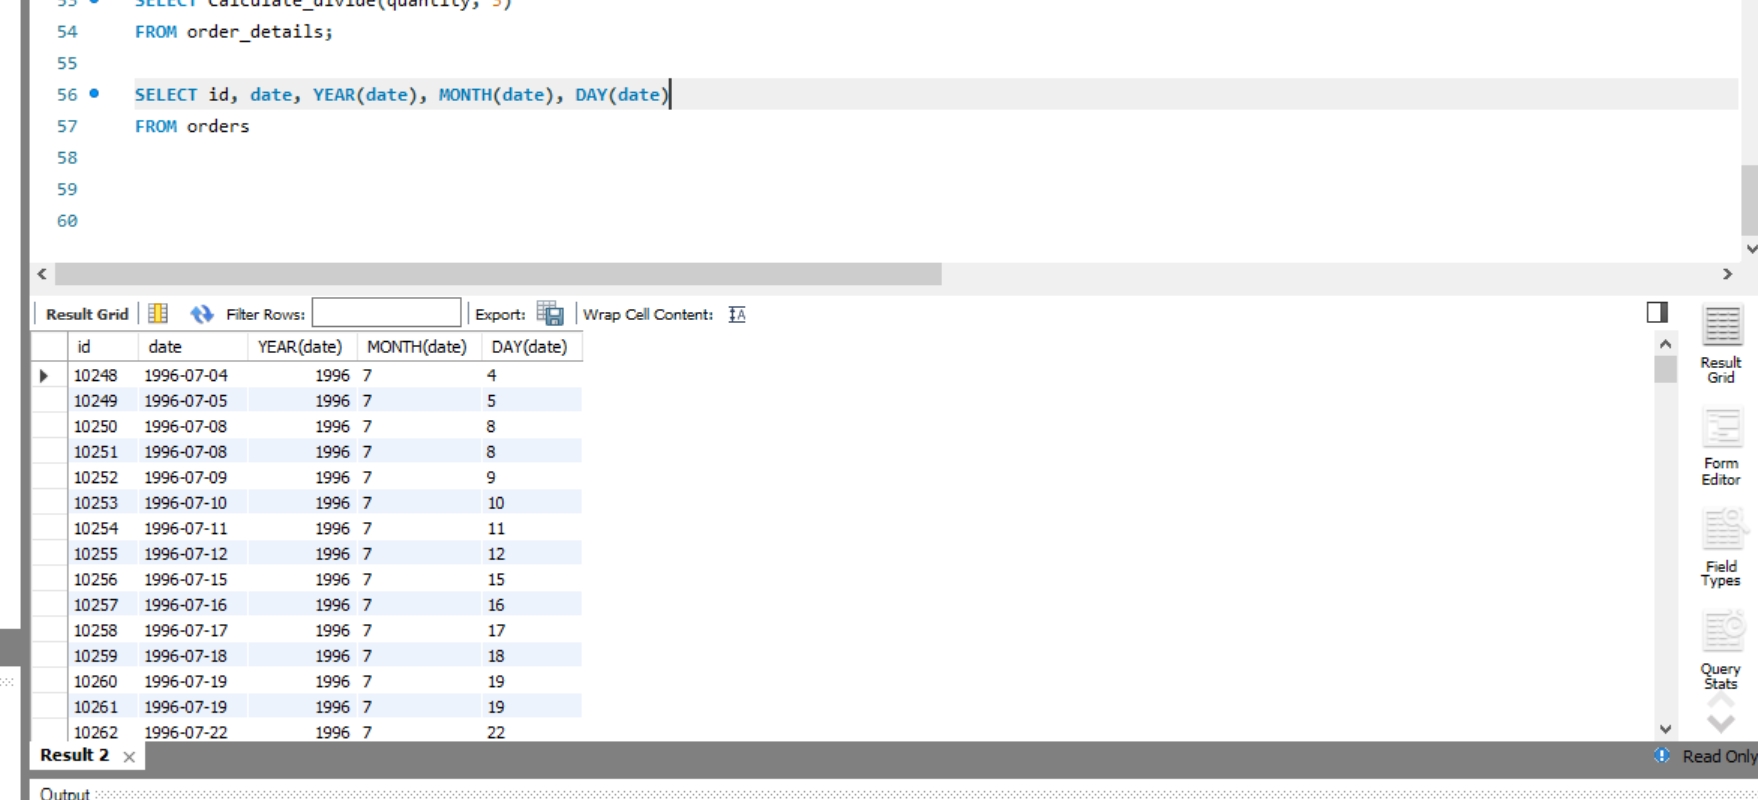 53 SELECT Calculate_divide(quantity, 3)
54 FROM order_details;
55
56 SELECT id, date, YEAR(date), MONTH(date), DAY(date)
57 FROM orders
58
59
60
Result Grid Filter Rows: Export: Wrap Cell Content:
id date YEAR(date) MONTH(date) DAY(date)
10248 1996-07-04 1996 7 4
10249 1996-07-05 1996 7 5
10250 1996-07-08 1996 7 8
10251 1996-07-08 1996 7 8
10252 1996-07-09 1996 7 9
10253 1996-07-10 1996 7 10
10254 1996-07-11 1996 7 11
10255 1996-07-12 1996 7 12
10256 1996-07-15 1996 7 15
10257 1996-07-16 1996 7 16
10258 1996-07-17 1996 7 17
10259 1996-07-18 1996 7 18
10260 1996-07-19 1996 7 19
10261 1996-07-19 1996 7 19
10262 1996-07-22 1996 7 22
Result
Grid
Form
Editor
Field
Types
Query
Stats
Result 2
Read Only
Output